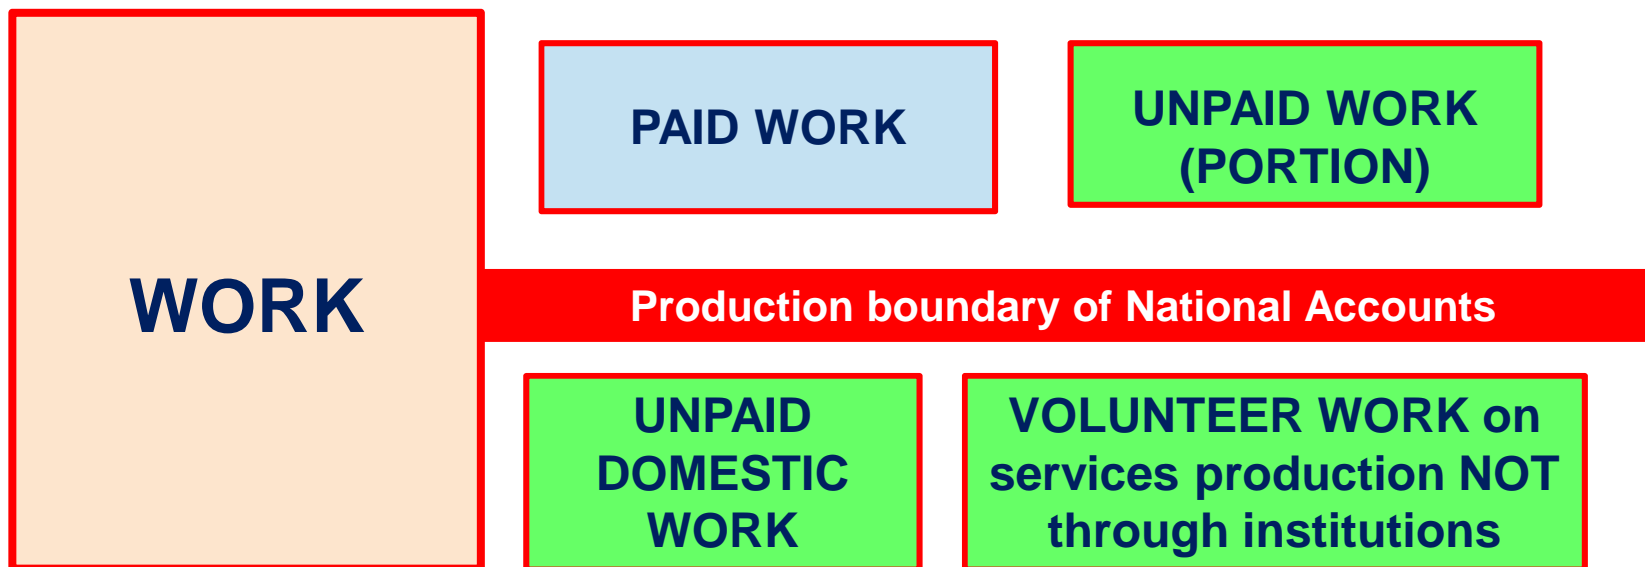 WORK
PAID WORK
UNPAID WORK
(PORTION)
Production boundary of National Accounts
UNPAID
DOMESTIC
WORK
VOLUNTEER WORK on
services production NOT
through institutions